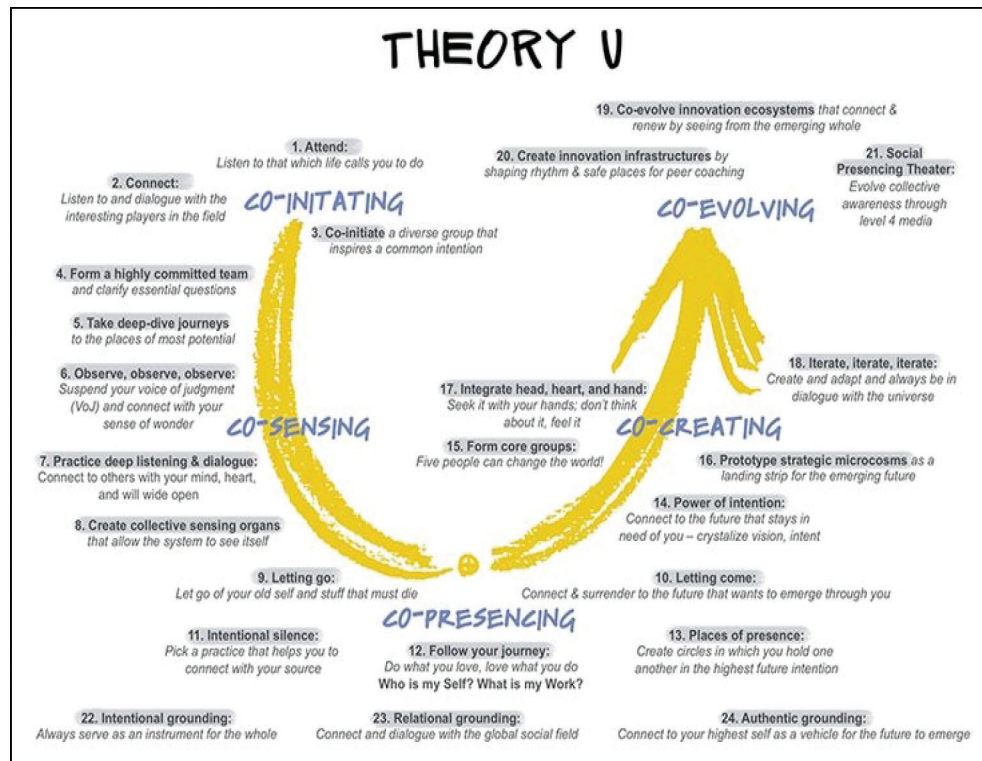 THEORY U
19. Co-evolve innovation ecosystems that connect &
renew by seeing from the emerging whole
1. Attend:
Listen to that which life calls you to do
20. Create innovation infrastructures by
shaping rhythm & safe places for peer coaching
21. Social
Presencing Theater:
Evolve collective
awareness through
level 4 media
2. Connect:
Listen to and dialogue with the
interesting players in the field
CO-INITATING
CO-EVOLVING
3. Co-initiate a diverse group that
inspires a common intention
4. Form a highly committed team
and clarify essential questions
5. Take deep-dive journeys
to the places of most potential
6. Observe, observe, observe:
Suspend your voice of judgment
(VoJ) and connect with your
sense of wonder
18. Iterate, iterate, iterate:
Create and adapt and always be in
dialogue with the universe
17. Integrate head, heart, and hand:
Seek it with your hands; don't think
about it, feel it
CO-SENSING
CO-CREATING
15. Form core groups:
Five people can change the world!
7. Practice deep listening & dialogue:
Connect to others with your mind, heart,
and will wide open
16. Prototype strategic microcosms as a
landing strip for the emerging future
14. Power of intention:
Connect to the future that stays in
need of you – crystalize vision, intent
8. Create collective sensing organs
that allow the system to see itself
9. Letting go:
Let go of your old self and stuff that must die
10. Letting come:
Connect & surrender to the future that wants to emerge through you
CO-PRESENCING
11. Intentional silence:
Pick a practice that helps you to
connect with your source
12. Follow your journey:
Do what you love, love what you do
Who is my Self? What is my Work?
13. Places of presence:
Create circles in which you hold one
another in the highest future intention
22. Intentional grounding:
Always serve as an instrument for the whole
23. Relational grounding:
Connect and dialogue with the global social field
24. Authentic grounding:
Connect to your highest self as a vehicle for the future to emerge